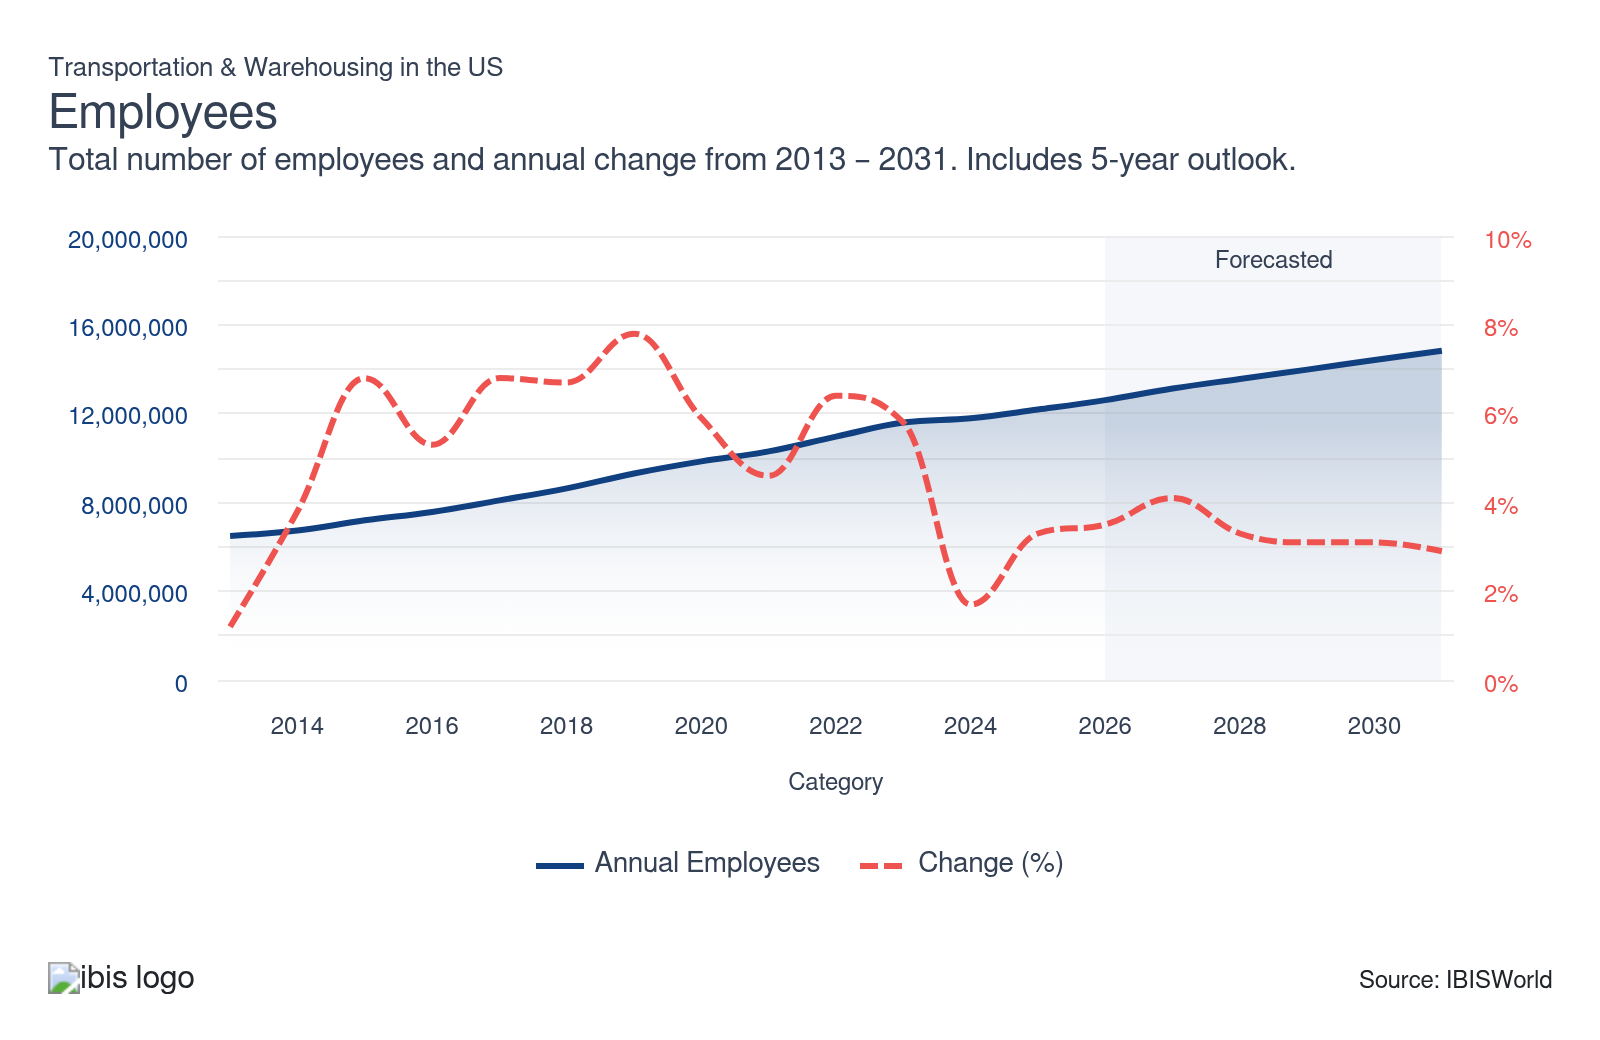 Transportation & Warehousing in the US
Employees
Total number of employees and annual change from 2013 – 2031. Includes 5-year outlook.
20,000,000
10%
Forecasted
16,000,000
8%
12,000,000
6%
8,000,000
4%
4,000,000
2%
0
0%
2014 2016 2018 2020 2022 2024 2026 2028 2030
Category
Annual Employees Change (%)
ibis logo
Source: IBISWorld